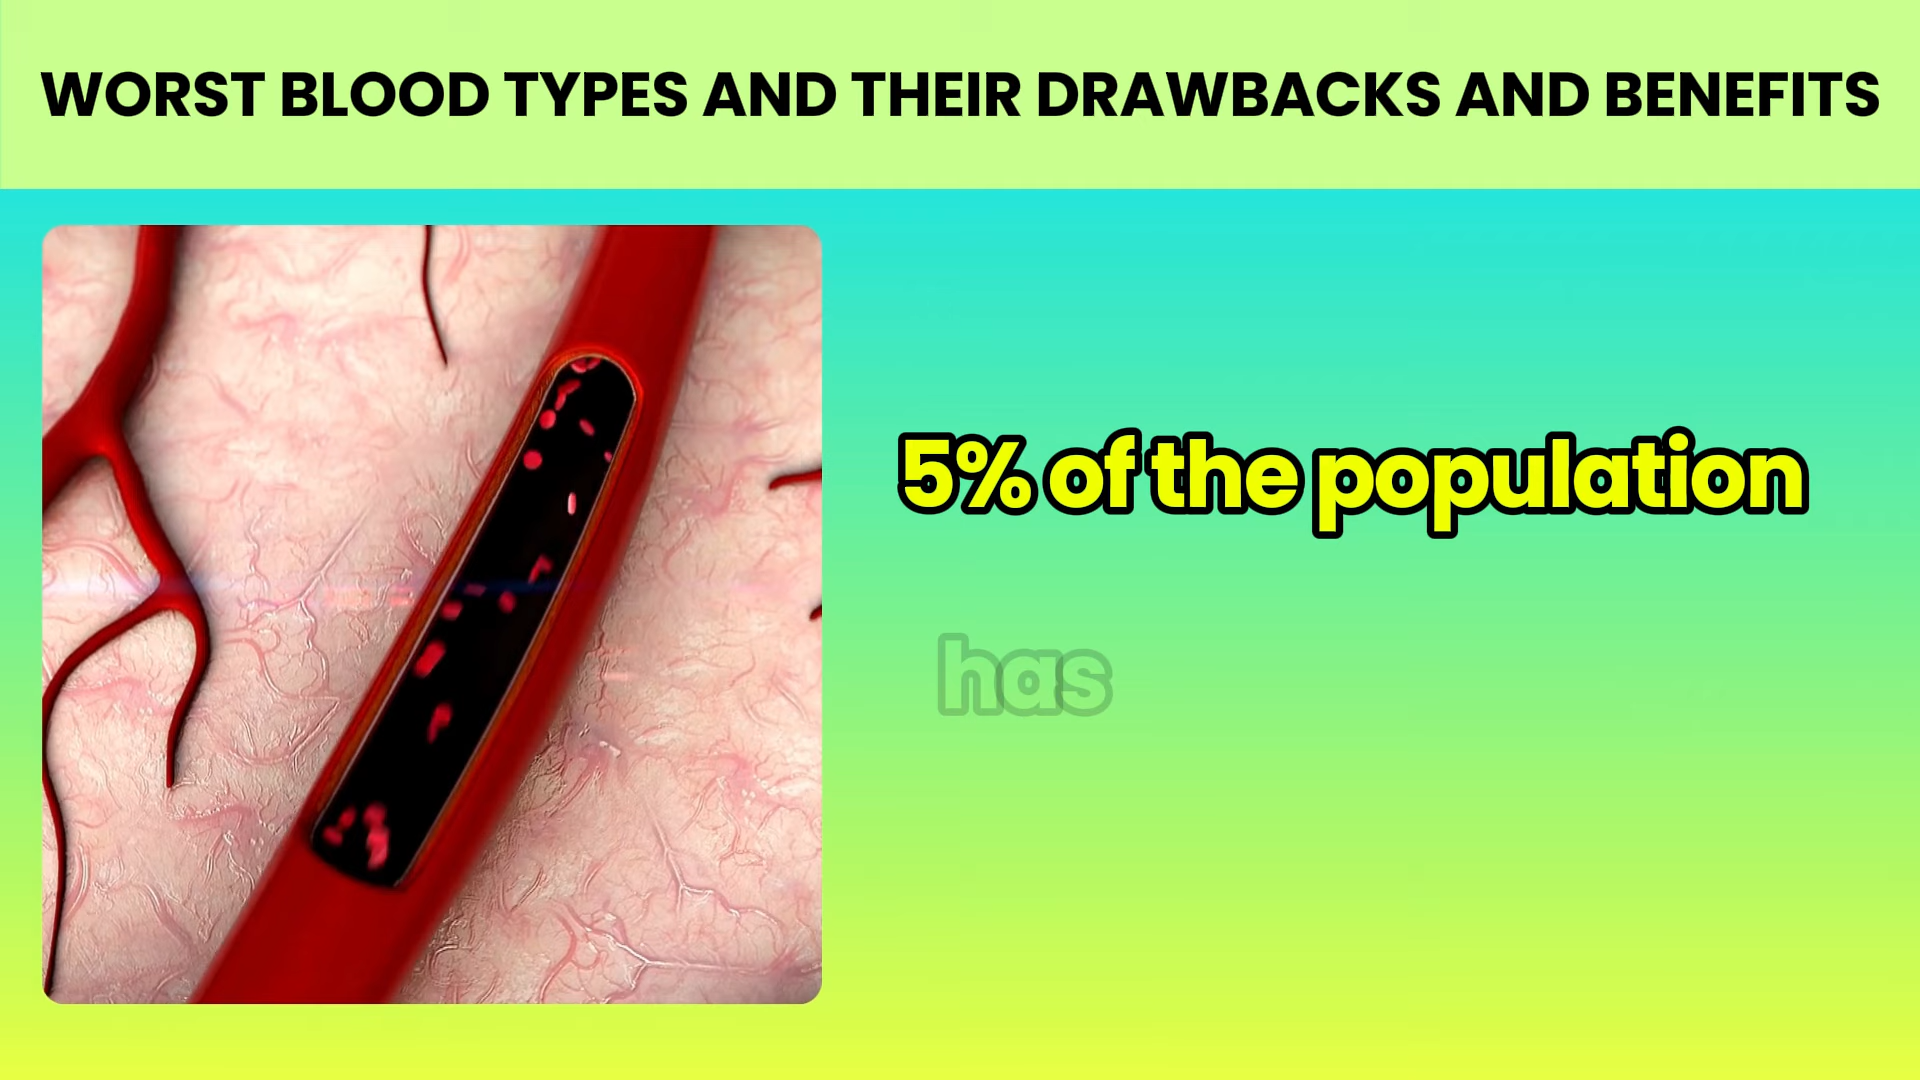 WORST BLOOD TYPES AND THEIR DRAWBACKS AND BENEFITS
5% of the population
has